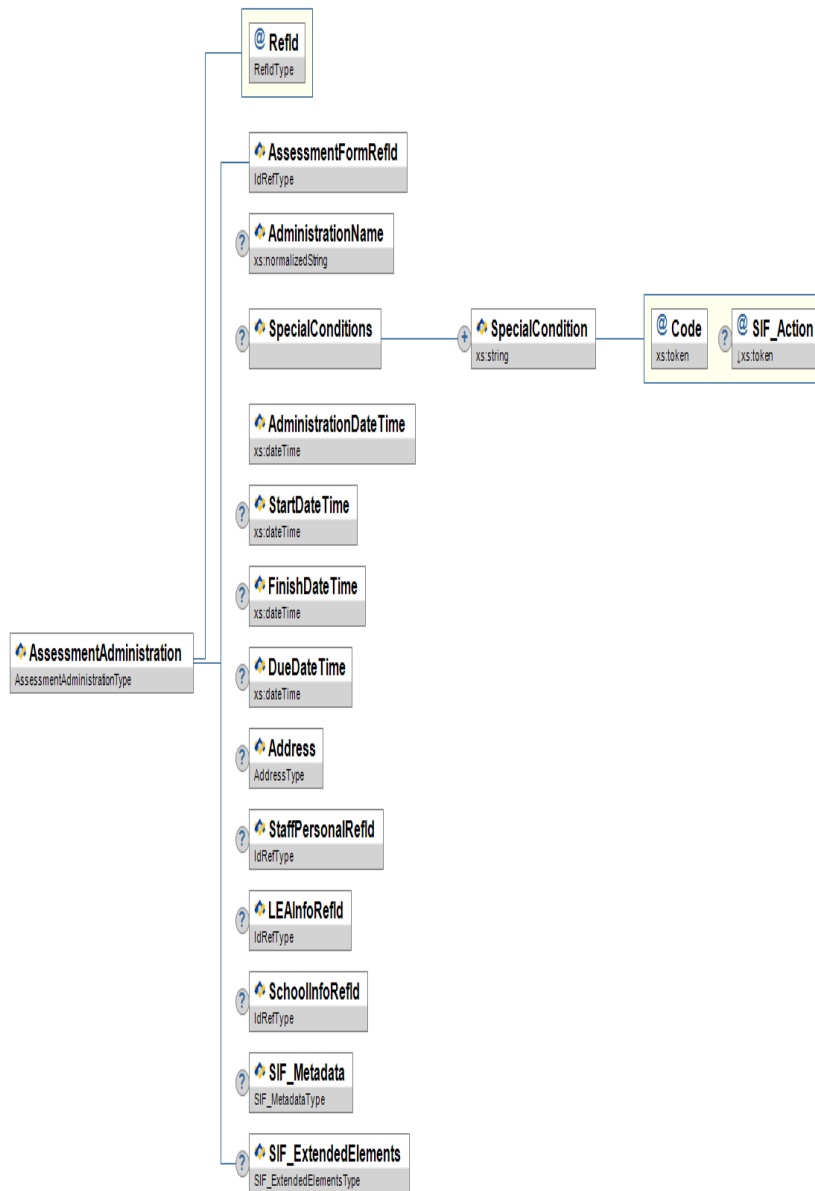 @ RefId
RefIdType
AssessmentFormRefId
IdRefType
? AdministrationName
xs:normalizedString
? SpecialConditions
+ SpecialCondition
xs:string
@ Code
xs:token
? @ SIF_Action
↓xs:token
AdministrationDateTime
xs:dateTime
? StartDateTime
xs:dateTime
? FinishDateTime
xs:dateTime
AssessmentAdministration
AssessmentAdministrationType
? DueDateTime
xs:dateTime
? Address
AddressType
? StaffPersonalRefId
IdRefType
? LEAInfoRefId
IdRefType
? SchoolInfoRefId
IdRefType
? SIF_Metadata
SIF_MetadataType
? SIF_ExtendedElements
SIF_ExtendedElementsType